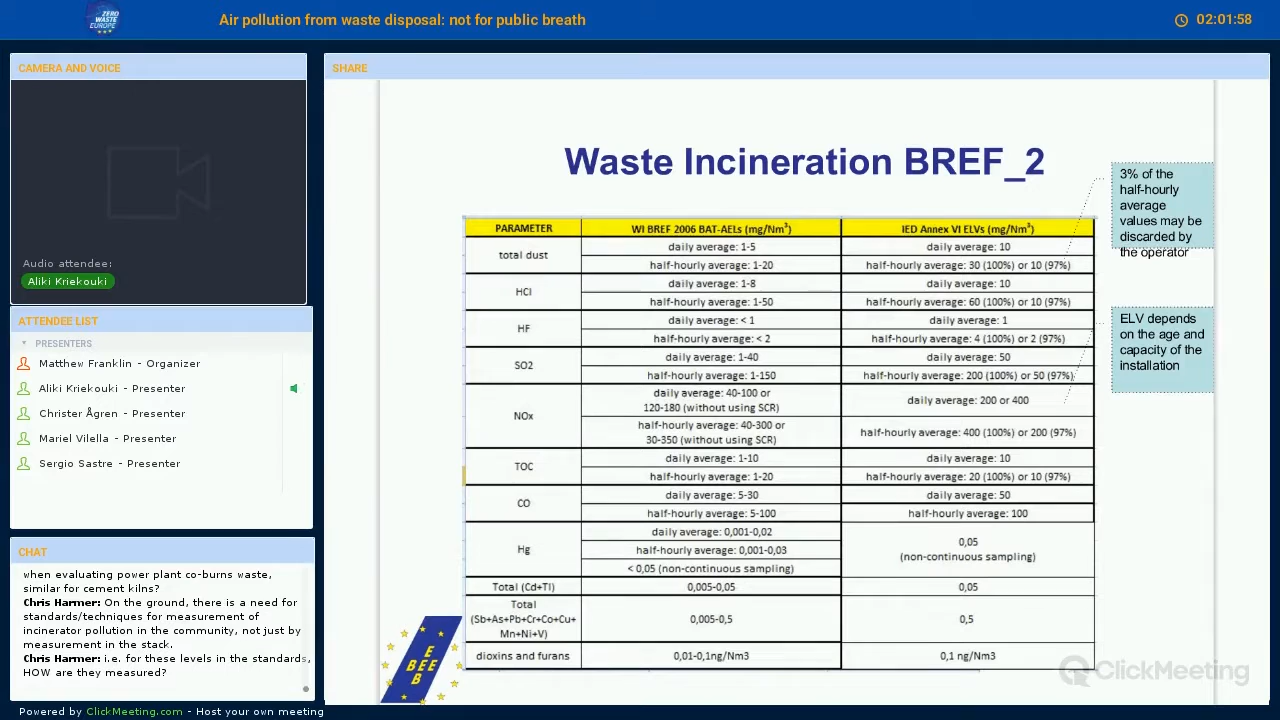 ZERO WASTE EUROPE
Air pollution from waste disposal: not for public breath
02:01:58
CAMERA AND VOICE
Audio attendee:
Aliki Kriekouki
ATTENDEE LIST
PRESENTERS
Matthew Franklin - Organizer
Aliki Kriekouki - Presenter
Christer Ågren - Presenter
Mariel Vilella - Presenter
Sergio Sastre - Presenter
CHAT
when evaluating power plant co-burns waste,
similar for cement kilns?
Chris Harmer: On the ground, there is a need for
standards/techniques for measurement of
incinerator pollution in the community, not just by
measurement in the stack.
Chris Harmer: i.e. for these levels in the standards,
HOW are they measured?
SHARE
Waste Incineration BREF_2
PARAMETER WI BREF 2006 BAT-AELs (mg/Nm³) IED Annex VI ELVs (mg/Nm³)
total dust
daily average: 1-5 daily average: 10
half-hourly average: 1-20 half-hourly average: 30 (100%) or 10 (97%)
HCl
daily average: 1-8 daily average: 10
half-hourly average: 1-50 half-hourly average: 60 (100%) or 10 (97%)
HF
daily average: < 1 daily average: 1
half-hourly average: < 2 half-hourly average: 4 (100%) or 2 (97%)
SO2
daily average: 1-40 daily average: 50
half-hourly average: 1-150 half-hourly average: 200 (100%) or 50 (97%)
NOx
daily average: 40-100 or
120-180 (without using SCR)
daily average: 200 or 400
half-hourly average: 40-300 or
30-350 (without using SCR)
half-hourly average: 400 (100%) or 200 (97%)
TOC
daily average: 1-10 daily average: 10
half-hourly average: 1-20 half-hourly average: 20 (100%) or 10 (97%)
CO
daily average: 5-30 daily average: 50
half-hourly average: 5-100 half-hourly average: 100
Hg
daily average: 0,001-0,02
half-hourly average: 0,001-0,03
< 0,05 (non-continuous sampling)
0,05
(non-continuous sampling)
Total (Cd+Tl) 0,005-0,05 0,05
Total
(Sb+As+Pb+Cr+Co+Cu+
Mn+Ni+V)
0,005-0,5 0,5
dioxins and furans 0,01-0,1ng/Nm3 0,1 ng/Nm3
3% of the
half-hourly
average
values may be
discarded by
the operator
ELV depends
on the age and
capacity of the
installation
E
BEE
B
ClickMeeting
Powered by ClickMeeting.com - Host your own meeting